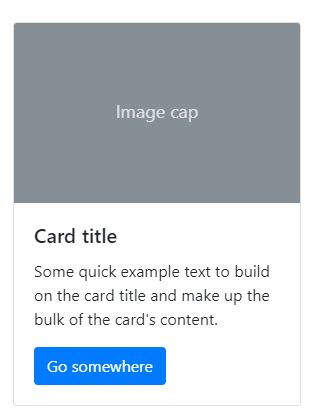 Image cap
Card title
Some quick example text to build
on the card title and make up the
bulk of the card's content.
Go somewhere